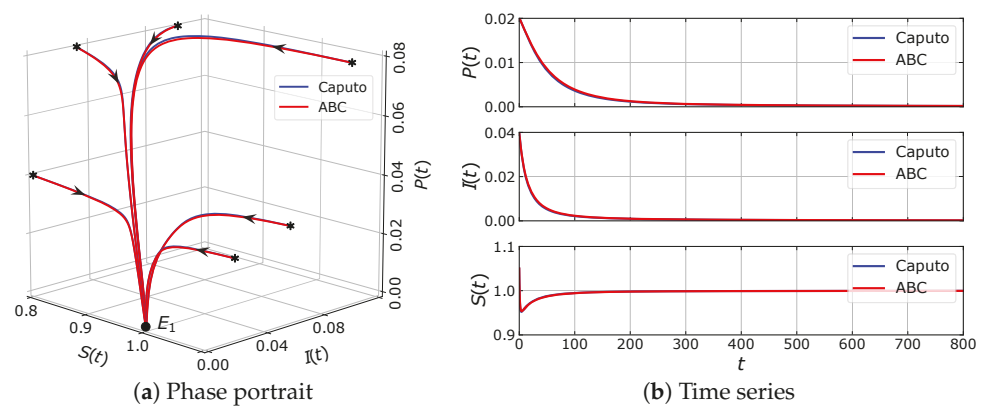 Caputo
ABC
0.08
0.06
0.04
0.02
0.00
P(t)
0.8
0.9
1.0
S(t)
0.00
0.04
0.08
I(t)
E1
(a) Phase portrait
0.02
0.01
0.00
P(t)
Caputo
ABC
0.04
0.02
0.00
I(t)
Caputo
ABC
1.1
1.0
0.9
S(t)
Caputo
ABC
0 100 200 300 400 500 600 700 800
t
(b) Time series